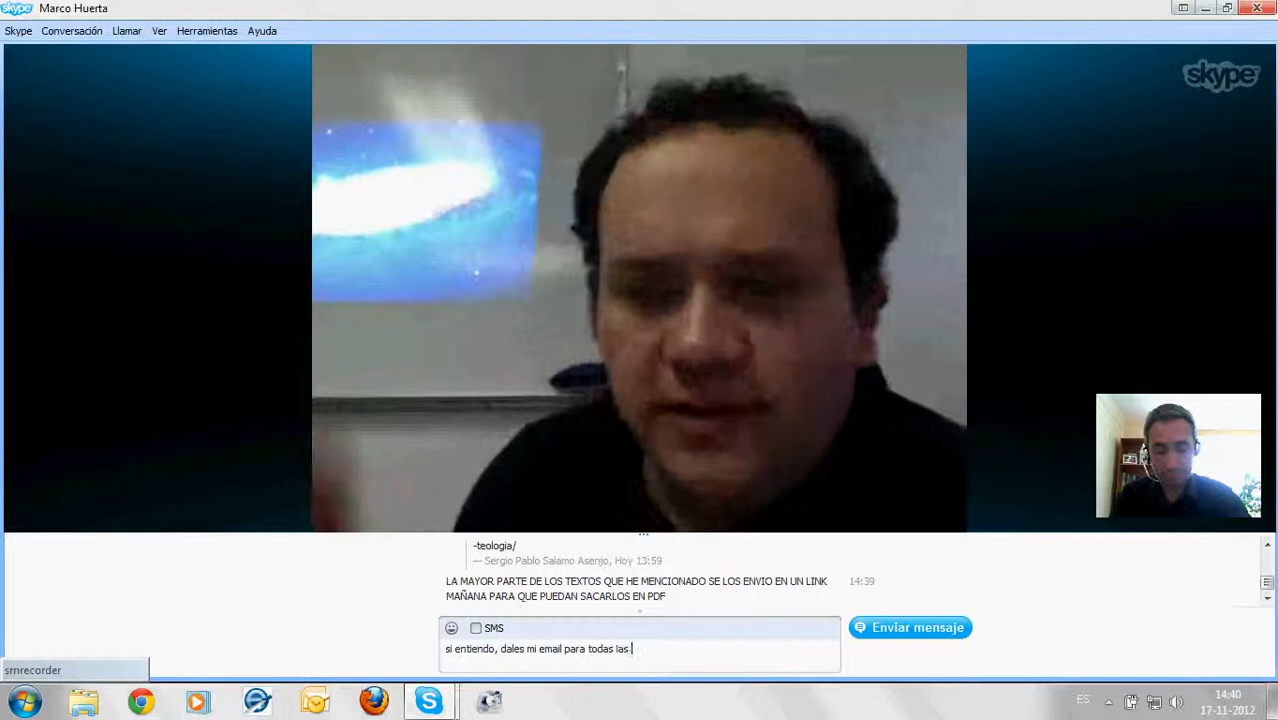 Marco Huerta
Skype Conversación Llamar Ver Herramientas Ayuda
skype
-teologia/
— Sergio Pablo Salamo Asenjo, Hoy 13:59
LA MAYOR PARTE DE LOS TEXTOS QUE HE MENCIONADO SE LOS ENVIO EN UN LINK 14:39
MAÑANA PARA QUE PUEDAN SACARLOS EN PDF
SMS
Enviar mensaje
si entiendo, dales mi email para todas las.
smrecorder
ES
14:40
17-11-2012